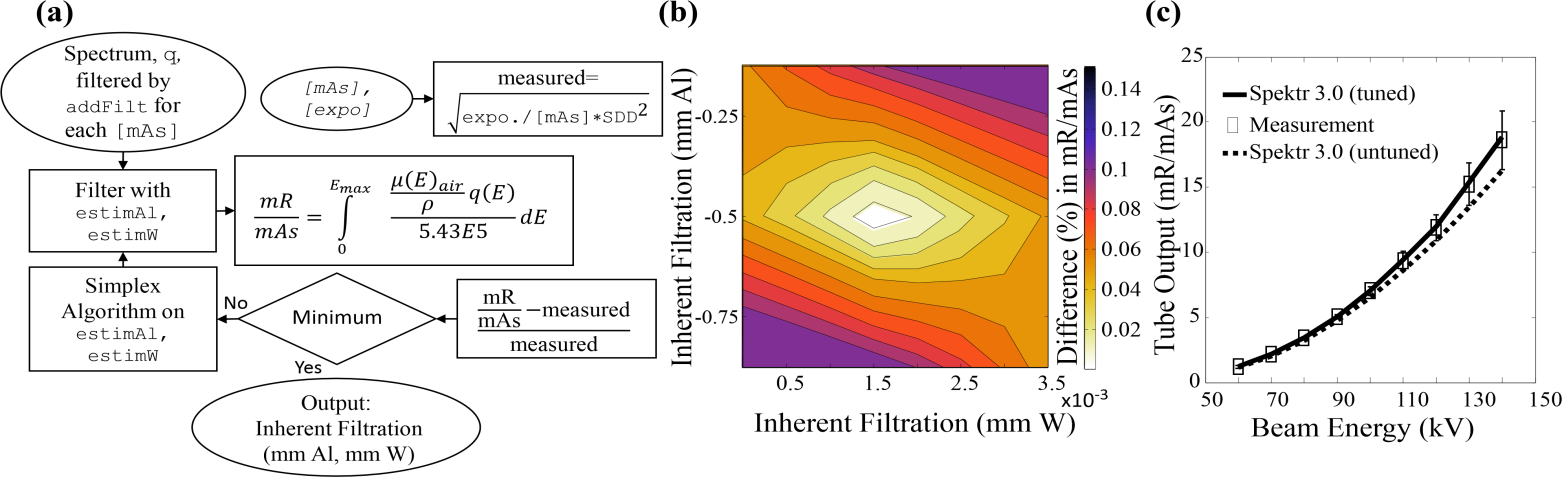 (a)
Spectrum, q,
filtered by
addFilt for
each [mAs]
[mAs],
[expo]
measured=
√expo./[mAs]*SDD²
Filter with
estimAl,
estimW
mR/mAs = ∫₀^Emax (μ(E)air/ρ q(E))/5.43E5 dE
Simplex
Algorithm on
estimAl,
estimW
No
Minimum
mR
mAs −measured
measured
Yes
Output:
Inherent Filtration
(mm Al, mm W)
(b)
Inherent Filtration (mm Al)
-0.25
-0.5
-0.75
0.5
1.5
2.5
3.5
x10⁻³
Inherent Filtration (mm W)
Difference (%) in mR/mAs
0.14
0.12
0.1
0.08
0.06
0.04
0.02
(c)
Tube Output (mR/mAs)
25
20
15
10
5
0
Spektr 3.0 (tuned)
Measurement
Spektr 3.0 (untuned)
50
70
90
110
130
150
Beam Energy (kV)